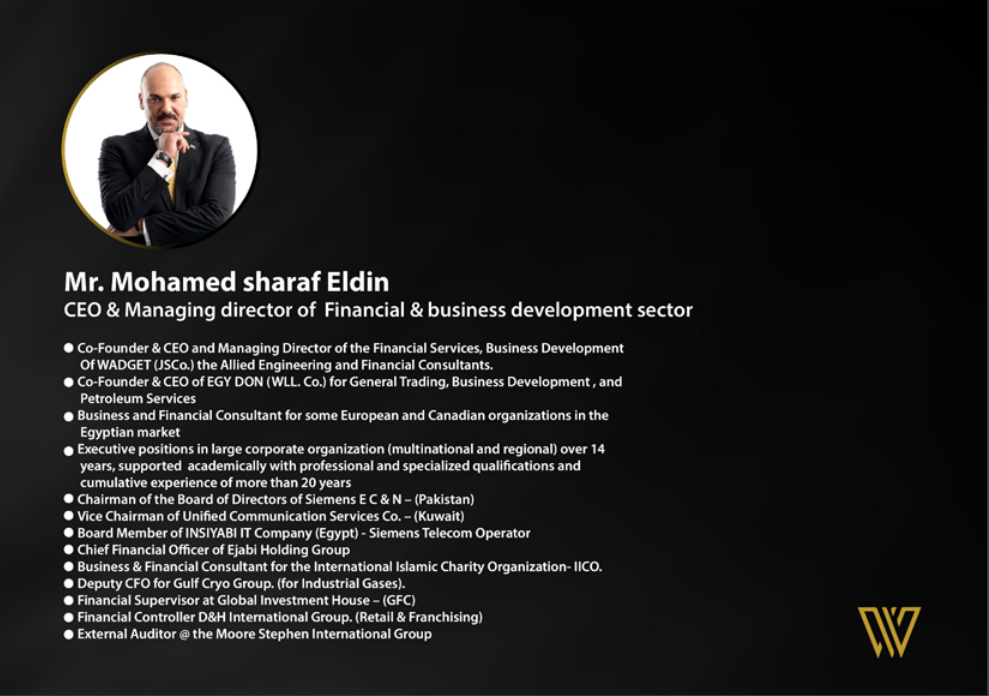 Mr. Mohamed sharaf Eldin
CEO & Managing director of Financial & business development sector
● Co-Founder & CEO and Managing Director of the Financial Services, Business Development
Of WADGET (JSCo.) the Allied Engineering and Financial Consultants.
● Co-Founder & CEO of EGY DON (WLL. Co.) for General Trading, Business Development , and
Petroleum Services
● Business and Financial Consultant for some European and Canadian organizations in the
Egyptian market
● Executive positions in large corporate organization (multinational and regional) over 14
years, supported academically with professional and specialized qualifications and
cumulative experience of more than 20 years
● Chairman of the Board of Directors of Siemens E C & N – (Pakistan)
● Vice Chairman of Unified Communication Services Co. – (Kuwait)
● Board Member of INSIYABI IT Company (Egypt) - Siemens Telecom Operator
● Chief Financial Officer of Ejabi Holding Group
● Business & Financial Consultant for the International Islamic Charity Organization- IICO.
● Deputy CFO for Gulf Cryo Group. (for Industrial Gases).
● Financial Supervisor at Global Investment House – (GFC)
● Financial Controller D&H International Group. (Retail & Franchising)
● External Auditor @ the Moore Stephen International Group